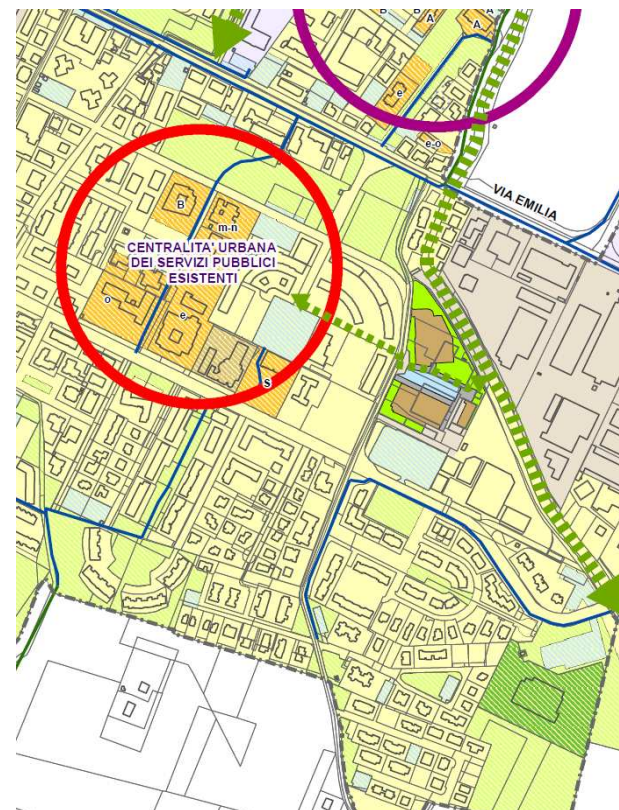 B
A
A
e
e-o
VIA EMILIA
B
m-n
CENTRALITA' URBANA
DEI SERVIZI PUBBLICI
ESISTENTI
o
e
s